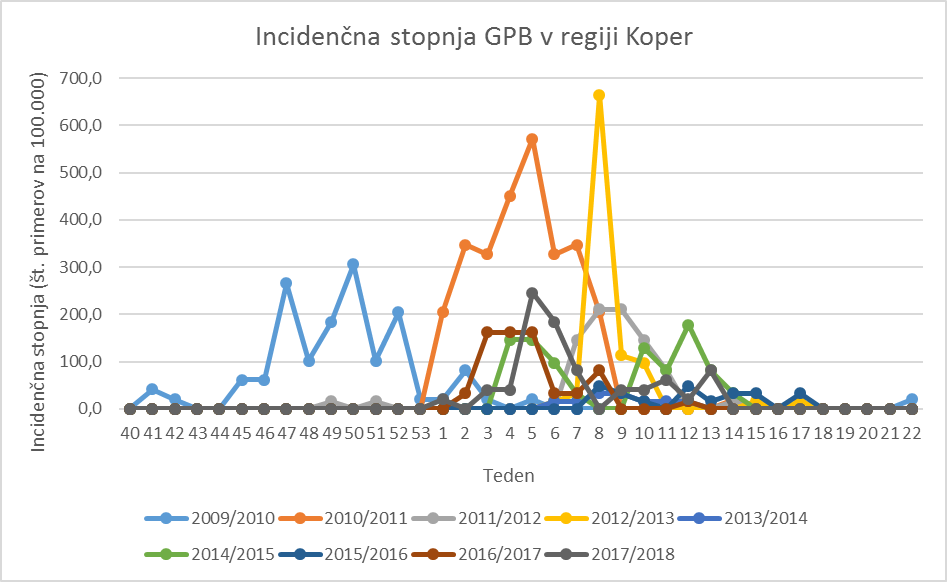 Incidenčna stopnja GPB v regiji Koper
Incidenčna stopnja (št. primerov na 100.000)
700,0
600,0
500,0
400,0
300,0
200,0
100,0
0,0
40 41 42 43 44 45 46 47 48 49 50 51 52 53 1 2 3 4 5 6 7 8 9 10 11 12 13 14 15 16 17 18 19 20 21 22
Teden
2009/2010 2010/2011 2011/2012 2012/2013 2013/2014
2014/2015 2015/2016 2016/2017 2017/2018